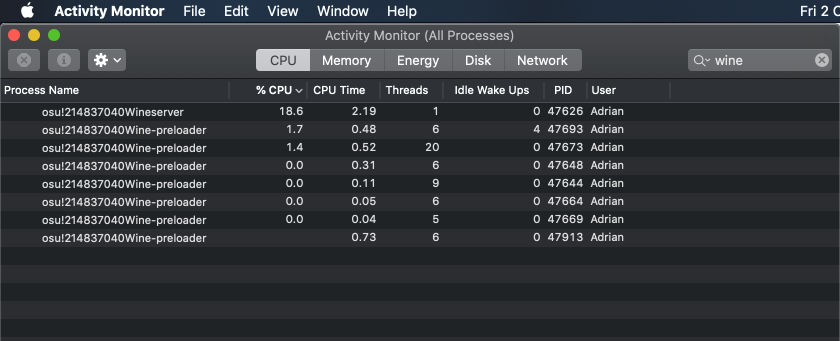 Activity Monitor File Edit View Window Help Fri 2 O
Activity Monitor (All Processes)
CPU Memory Energy Disk Network wine
Process Name % CPU CPU Time Threads Idle Wake Ups PID User
osu!214837040Wineserver 18.6 2.19 1 0 47626 Adrian
osu!214837040Wine-preloader 1.7 0.48 6 4 47693 Adrian
osu!214837040Wine-preloader 1.4 0.52 20 0 47673 Adrian
osu!214837040Wine-preloader 0.0 0.31 6 0 47648 Adrian
osu!214837040Wine-preloader 0.0 0.11 9 0 47644 Adrian
osu!214837040Wine-preloader 0.0 0.05 6 0 47664 Adrian
osu!214837040Wine-preloader 0.0 0.04 5 0 47669 Adrian
osu!214837040Wine-preloader 0.73 6 0 47913 Adrian